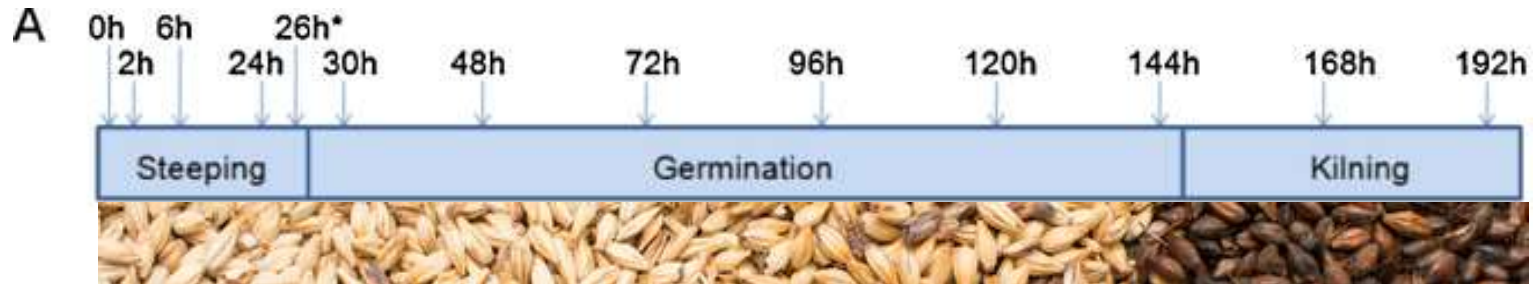 A
0h 6h 26h*
2h 24h 30h 48h 72h 96h 120h 144h 168h 192h
Steeping Germination Kilning